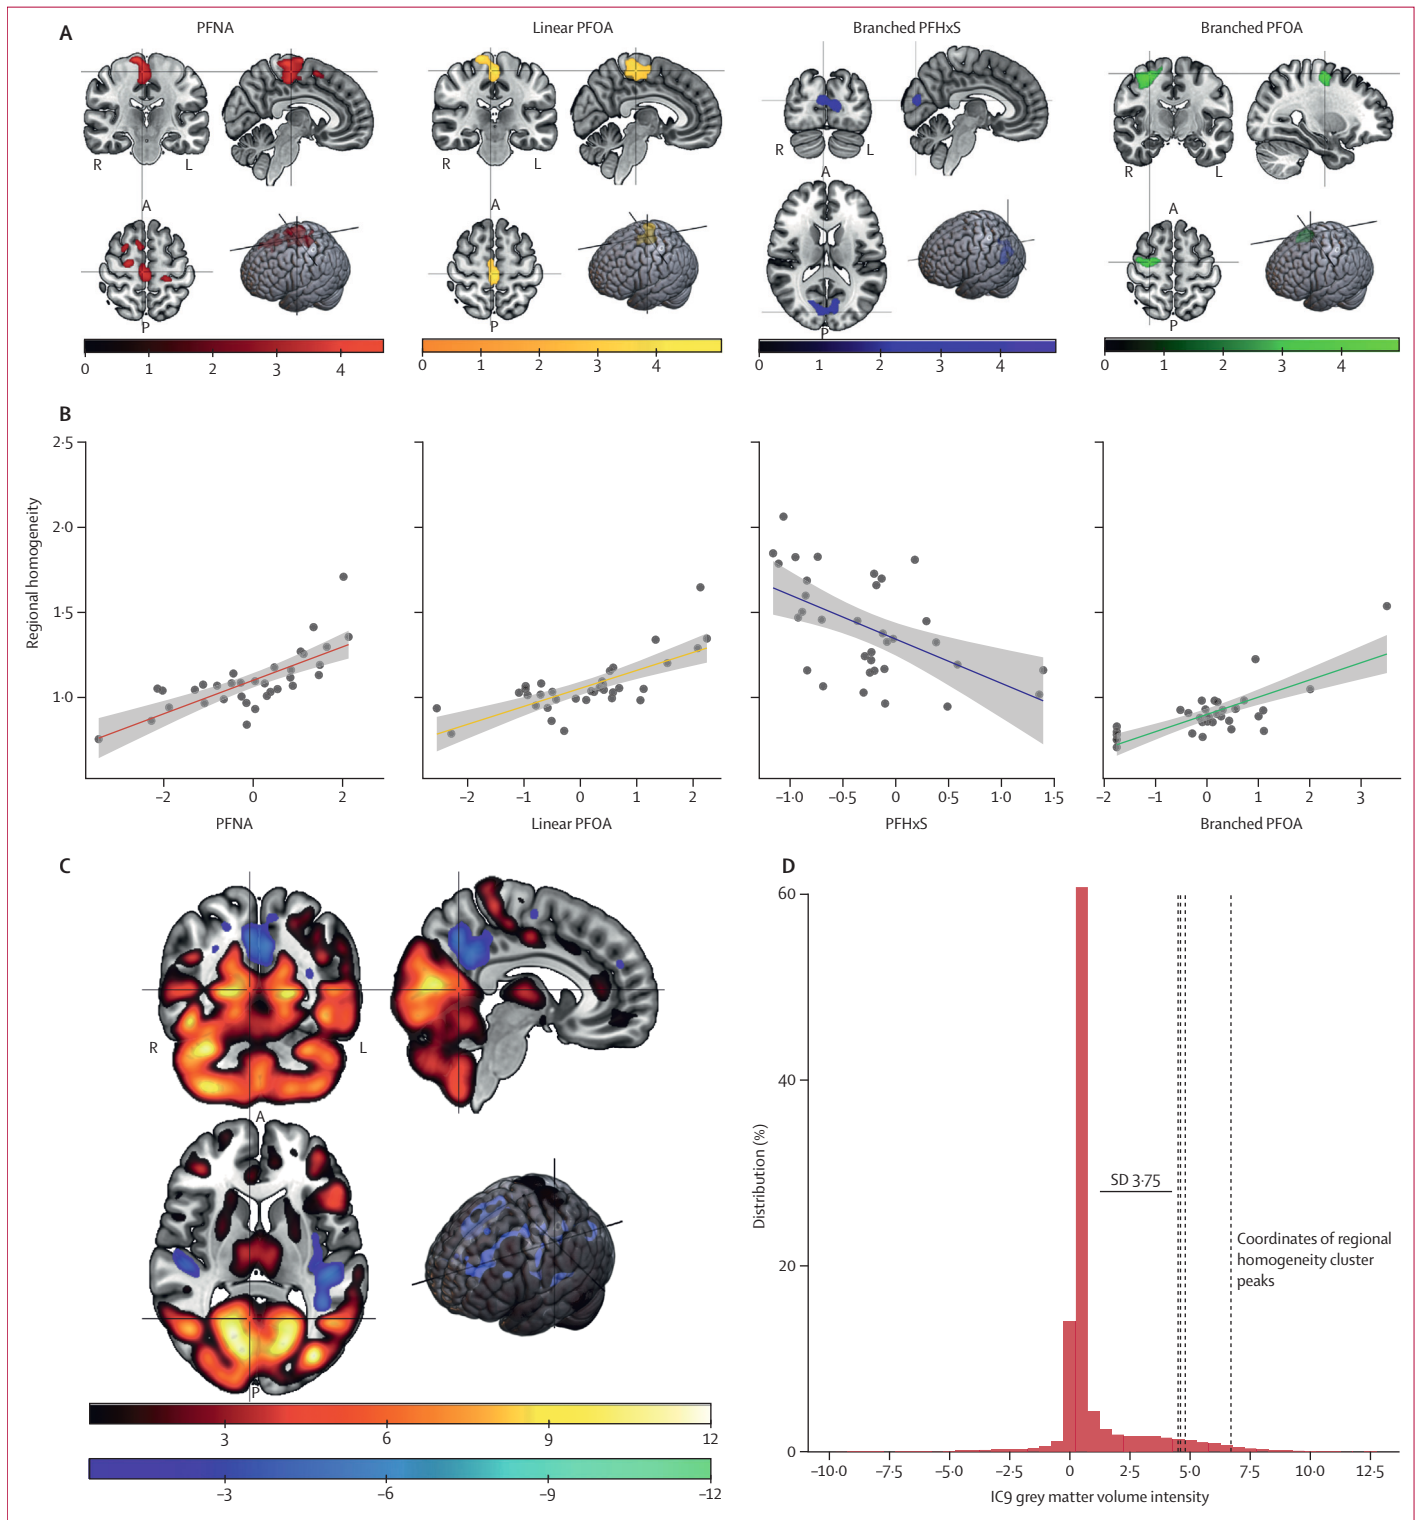 A
PFNA
Linear PFOA
Branched PFHxS
Branched PFOA
R L
R L
R L
R L
A
A
A
A
P
P
P
P
0 1 2 3 4
0 1 2 3 4
0 1 2 3 4
0 1 2 3 4
B
Regional homogeneity
2·5
2·0
1·5
1·0
–2 0 2
PFNA
–2 –1 0 1 2
Linear PFOA
–1·0 –0·5 0 0·5 1·0 1·5
PFHxS
–2 –1 0 1 2 3
Branched PFOA
C
R L
A
P
3 6 9 12
–3 –6 –9 –12
D
Distribution (%)
60
40
20
0
SD 3·75
Coordinates of regional
homogeneity cluster
peaks
–10·0 –7·5 –5·0 –2·5 0 2·5 5·0 7·5 10·0 12·5
IC9 grey matter volume intensity